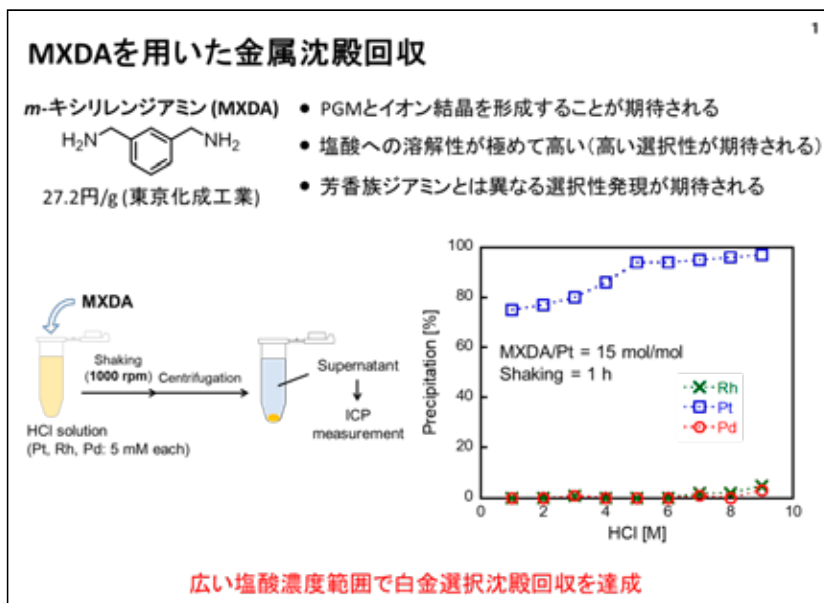 1
MXDAを用いた金属沈殿回収
m-キシリレンジアミン (MXDA)
H₂N
NH₂
27.2円/g (東京化成工業)
• PGMとイオン結晶を形成することが期待される
• 塩酸への溶解性が極めて高い(高い選択性が期待される)
• 芳香族ジアミンとは異なる選択性発現が期待される
MXDA
Shaking
(1000 rpm)
Centrifugation
HCl solution
(Pt, Rh, Pd: 5 mM each)
Supernatant
ICP
measurement
Precipitation [%]
100
80
60
40
20
0
MXDA/Pt = 15 mol/mol
Shaking = 1 h
Rh
Pt
Pd
0 2 4 6 8 10
HCl [M]
広い塩酸濃度範囲で白金選択沈殿回収を達成